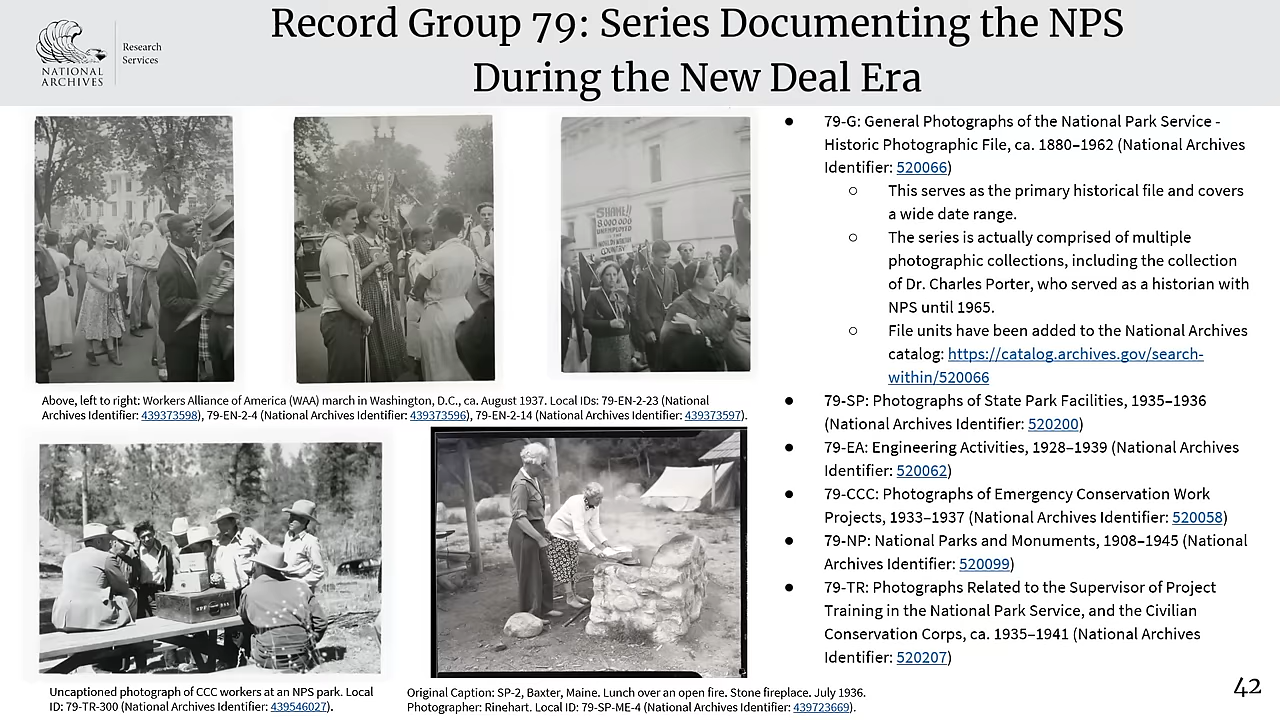 Record Group 79: Series Documenting the NPS
During the New Deal Era
NATIONAL
ARCHIVES
Research
Services
SHAME!!
8,000,000
UNEMPLOYED
COUNTRY
Above, left to right: Workers Alliance of America (WAA) march in Washington, D.C., ca. August 1937. Local IDs: 79-EN-2-23 (National
Archives Identifier: 439373598), 79-EN-2-4 (National Archives Identifier: 439373596), 79-EN-2-14 (National Archives Identifier: 439373597).
Uncaptioned photograph of CCC workers at an NPS park. Local
ID: 79-TR-300 (National Archives Identifier: 439546027).
Original Caption: SP-2, Baxter, Maine. Lunch over an open fire. Stone fireplace. July 1936.
Photographer: Rinehart. Local ID: 79-SP-ME-4 (National Archives Identifier: 439723669).
● 79-G: General Photographs of the National Park Service -
Historic Photographic File, ca. 1880–1962 (National Archives
Identifier: 520066)
○ This serves as the primary historical file and covers
a wide date range.
○ The series is actually comprised of multiple
photographic collections, including the collection
of Dr. Charles Porter, who served as a historian with
NPS until 1965.
○ File units have been added to the National Archives
catalog: https://catalog.archives.gov/search-
within/520066
● 79-SP: Photographs of State Park Facilities, 1935–1936
(National Archives Identifier: 520200)
● 79-EA: Engineering Activities, 1928–1939 (National Archives
Identifier: 520062)
● 79-CCC: Photographs of Emergency Conservation Work
Projects, 1933–1937 (National Archives Identifier: 520058)
● 79-NP: National Parks and Monuments, 1908–1945 (National
Archives Identifier: 520099)
● 79-TR: Photographs Related to the Supervisor of Project
Training in the National Park Service, and the Civilian
Conservation Corps, ca. 1935–1941 (National Archives
Identifier: 520207)
42